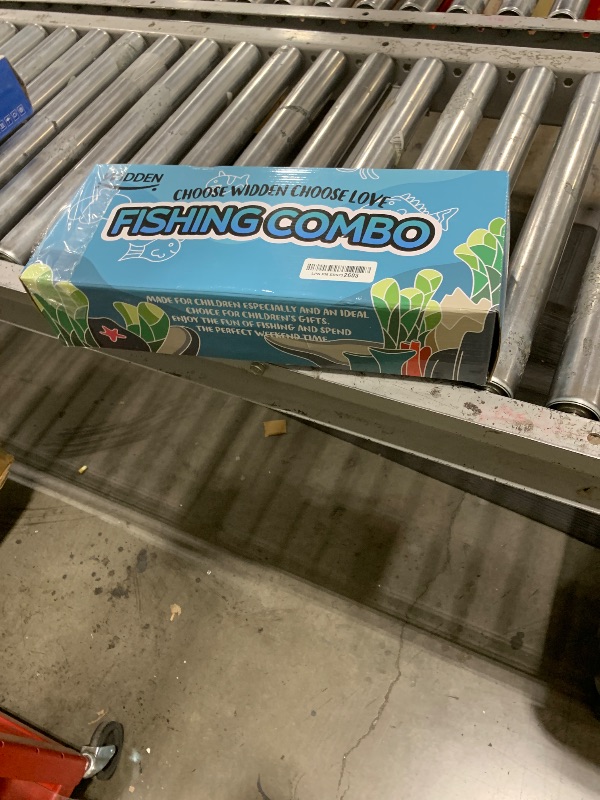 WIDDEN
CHOOSE WIDDEN CHOOSE LOVE
FISHING COMBO
MADE FOR CHILDREN ESPECIALLY AND AN IDEAL
CHOICE FOR CHILDREN'S GIFTS.
ENJOY THE FUN OF FISHING AND SPEND
THE PERFECT WEEKEND TIME